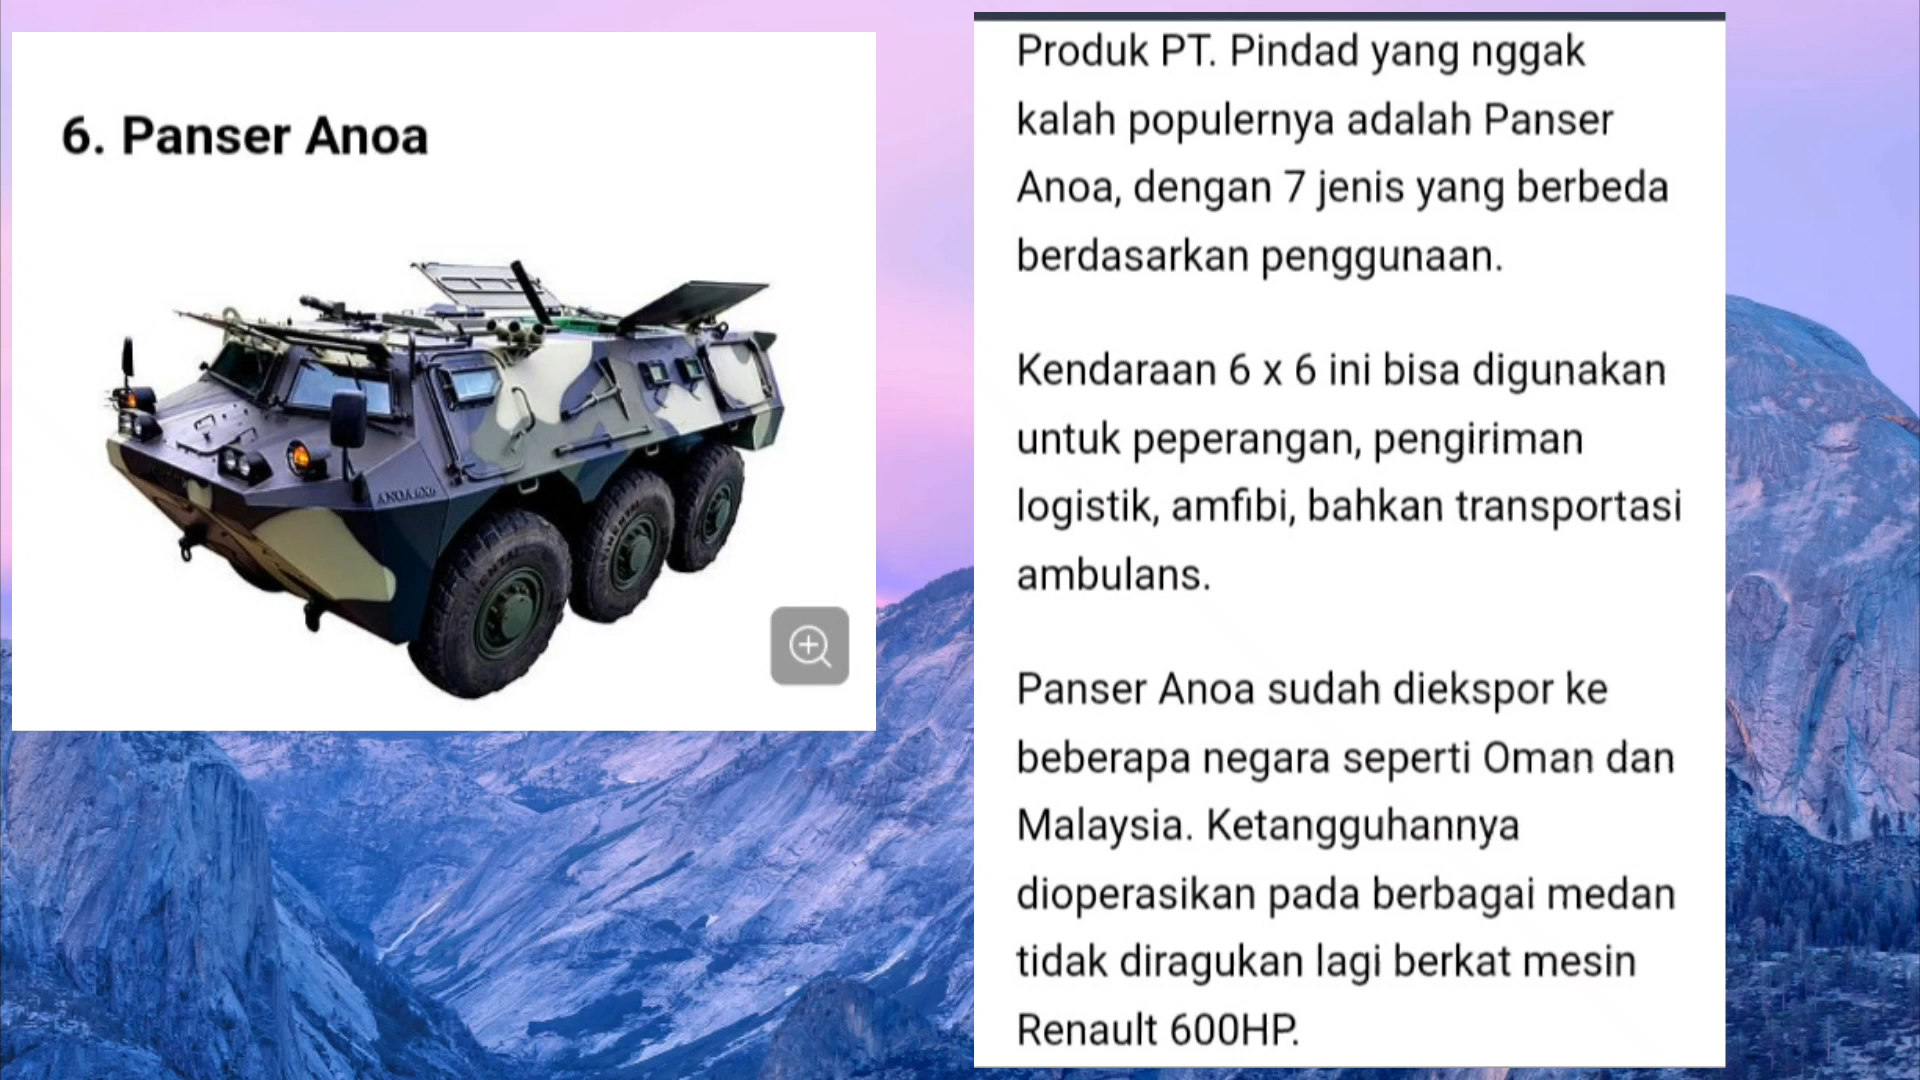 6. Panser Anoa
ANOA 6X6
Produk PT. Pindad yang nggak
kalah populernya adalah Panser
Anoa, dengan 7 jenis yang berbeda
berdasarkan penggunaan.
Kendaraan 6 x 6 ini bisa digunakan
untuk peperangan, pengiriman
logistik, amfibi, bahkan transportasi
ambulans.
Panser Anoa sudah diekspor ke
beberapa negara seperti Oman dan
Malaysia. Ketangguhannya
dioperasikan pada berbagai medan
tidak diragukan lagi berkat mesin
Renault 600HP.